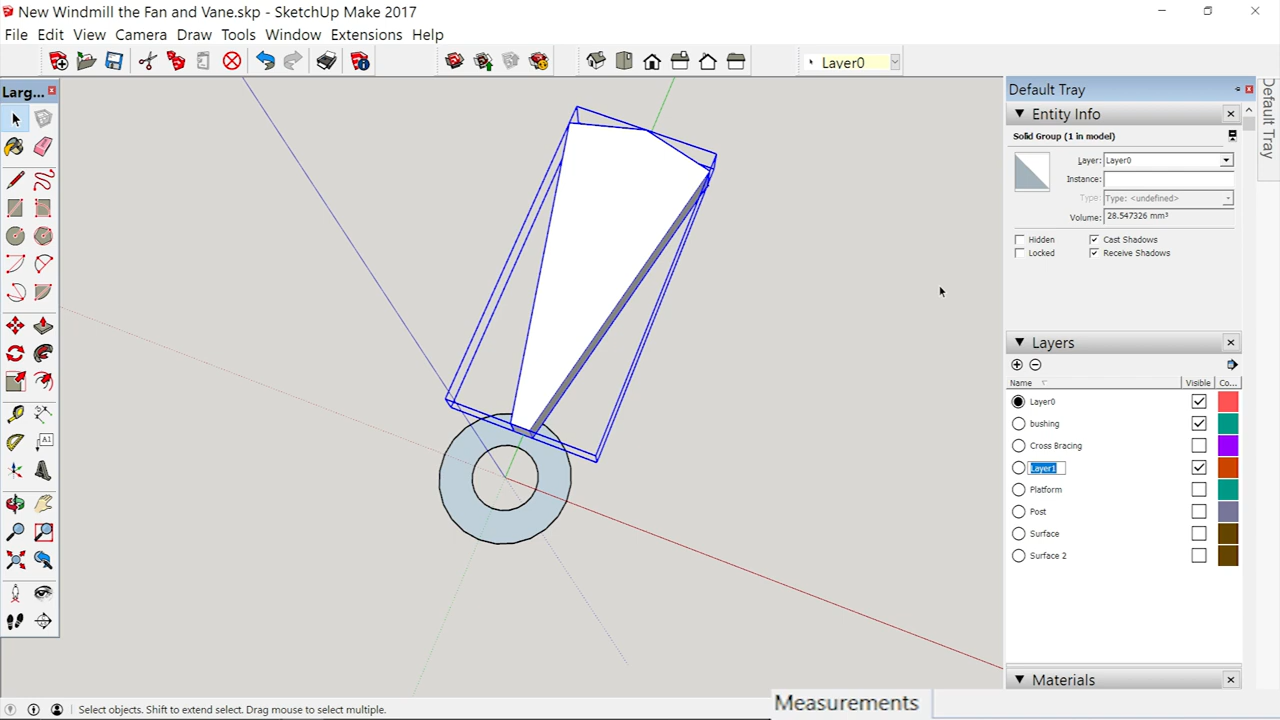 New Windmill the Fan and Vane.skp - SketchUp Make 2017
File Edit View Camera Draw Tools Window Extensions Help
Layer0
Larg...
Default Tray
Default Tray
Entity Info
Solid Group (1 in model)
Layer: Layer0
Instance:
Type: Type: <undefined>
Volume: 28.547326 mm³
Hidden
Cast Shadows
Locked
Receive Shadows
Layers
Name Visible Co...
Layer0
bushing
Cross Bracing
Layer1
Platform
Post
Surface
Surface 2
Materials
A1
Select objects. Shift to extend select. Drag mouse to select multiple.
Measurements